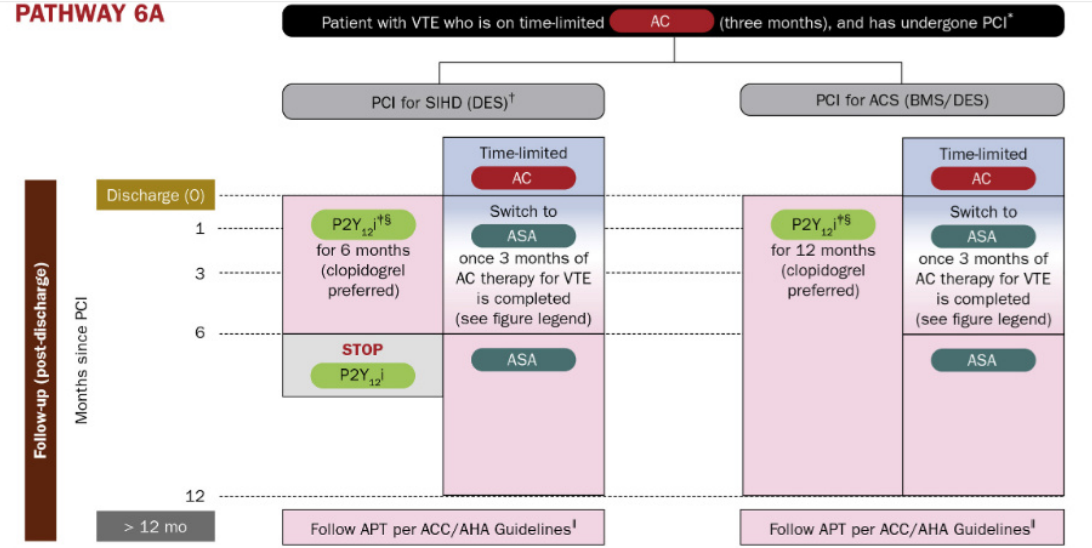 PATHWAY 6A
Patient with VTE who is on time-limited AC (three months), and has undergone PCI*
PCI for SIHD (DES)†
PCI for ACS (BMS/DES)
Follow-up (post-discharge)
Months since PCI
Discharge (0)
1
3
6
12
> 12 mo
P2Y12i†§
for 6 months
(clopidogrel
preferred)
STOP
P2Y12i
Time-limited
AC
Switch to
ASA
once 3 months of
AC therapy for VTE
is completed
(see figure legend)
ASA
Follow APT per ACC/AHA Guidelines‖
P2Y12i†§
for 12 months
(clopidogrel
preferred)
Time-limited
AC
Switch to
ASA
once 3 months of
AC therapy for VTE
is completed
(see figure legend)
ASA
Follow APT per ACC/AHA Guidelines‖